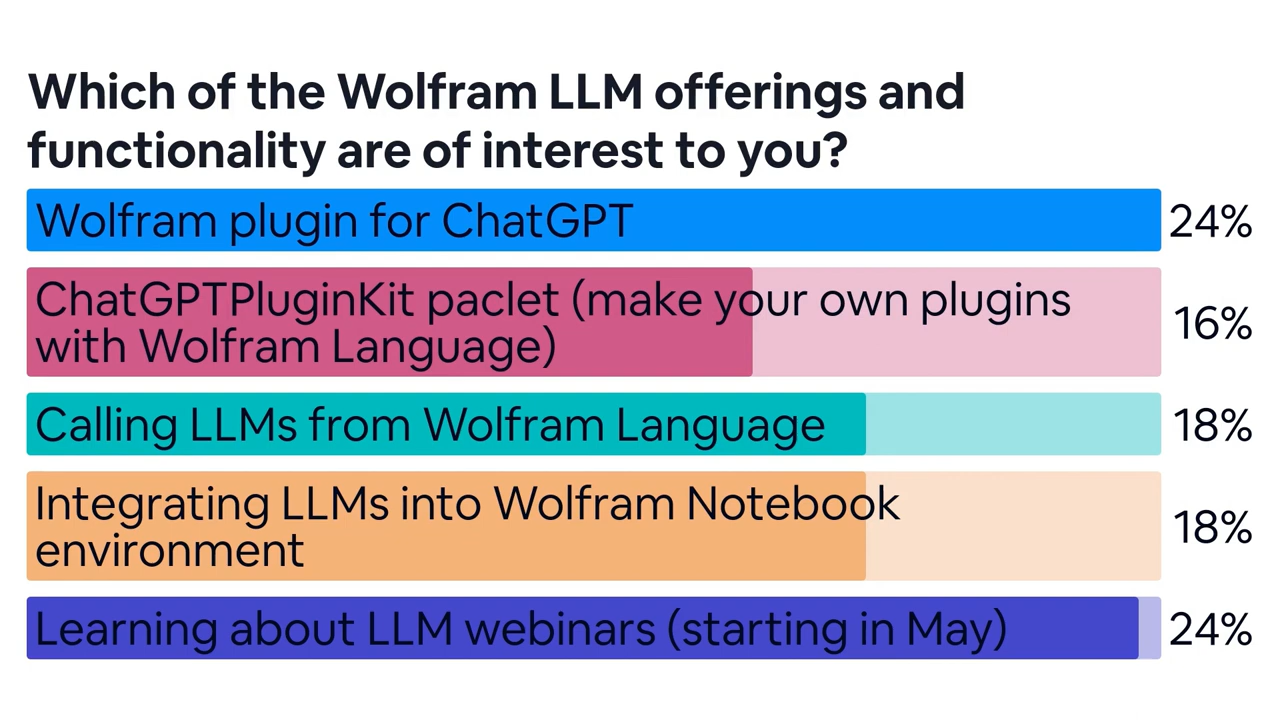 Which of the Wolfram LLM offerings and
functionality are of interest to you?
Wolfram plugin for ChatGPT
24%
ChatGPTPluginKit paclet (make your own plugins
with Wolfram Language)
16%
Calling LLMs from Wolfram Language
18%
Integrating LLMs into Wolfram Notebook
environment
18%
Learning about LLM webinars (starting in May)
24%